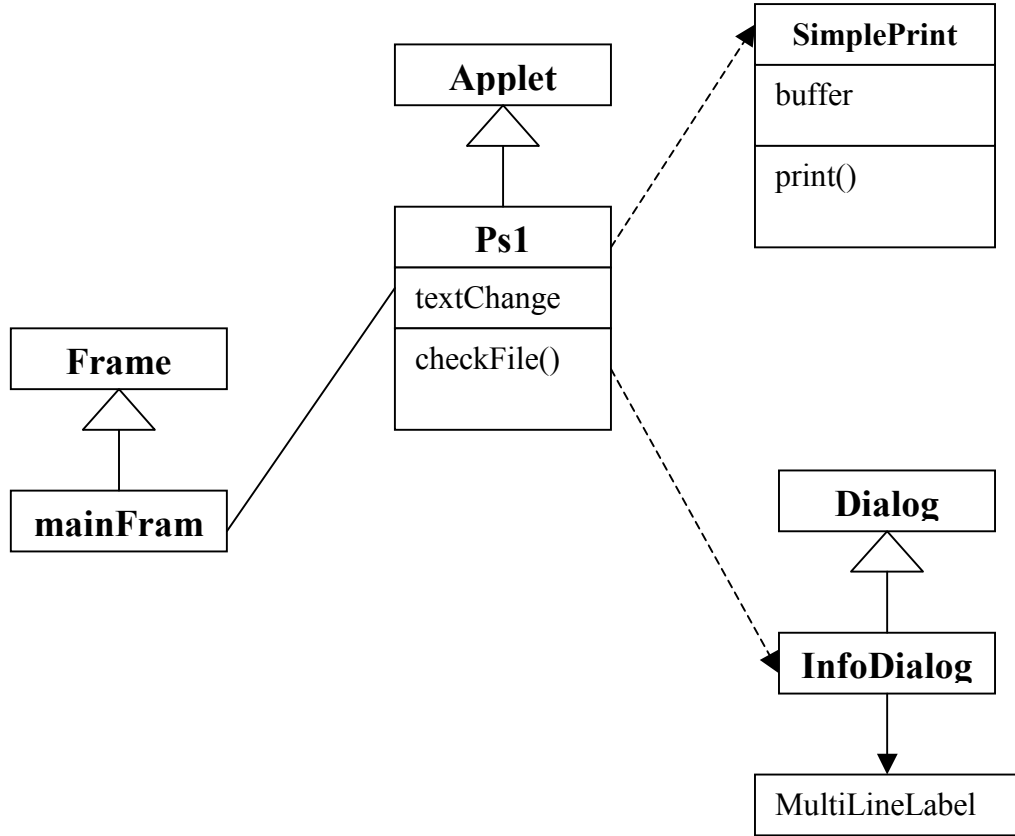 SimplePrint
buffer
print()
Applet
Ps1
textChange
checkFile()
Frame
mainFram
Dialog
InfoDialog
MultiLineLabel